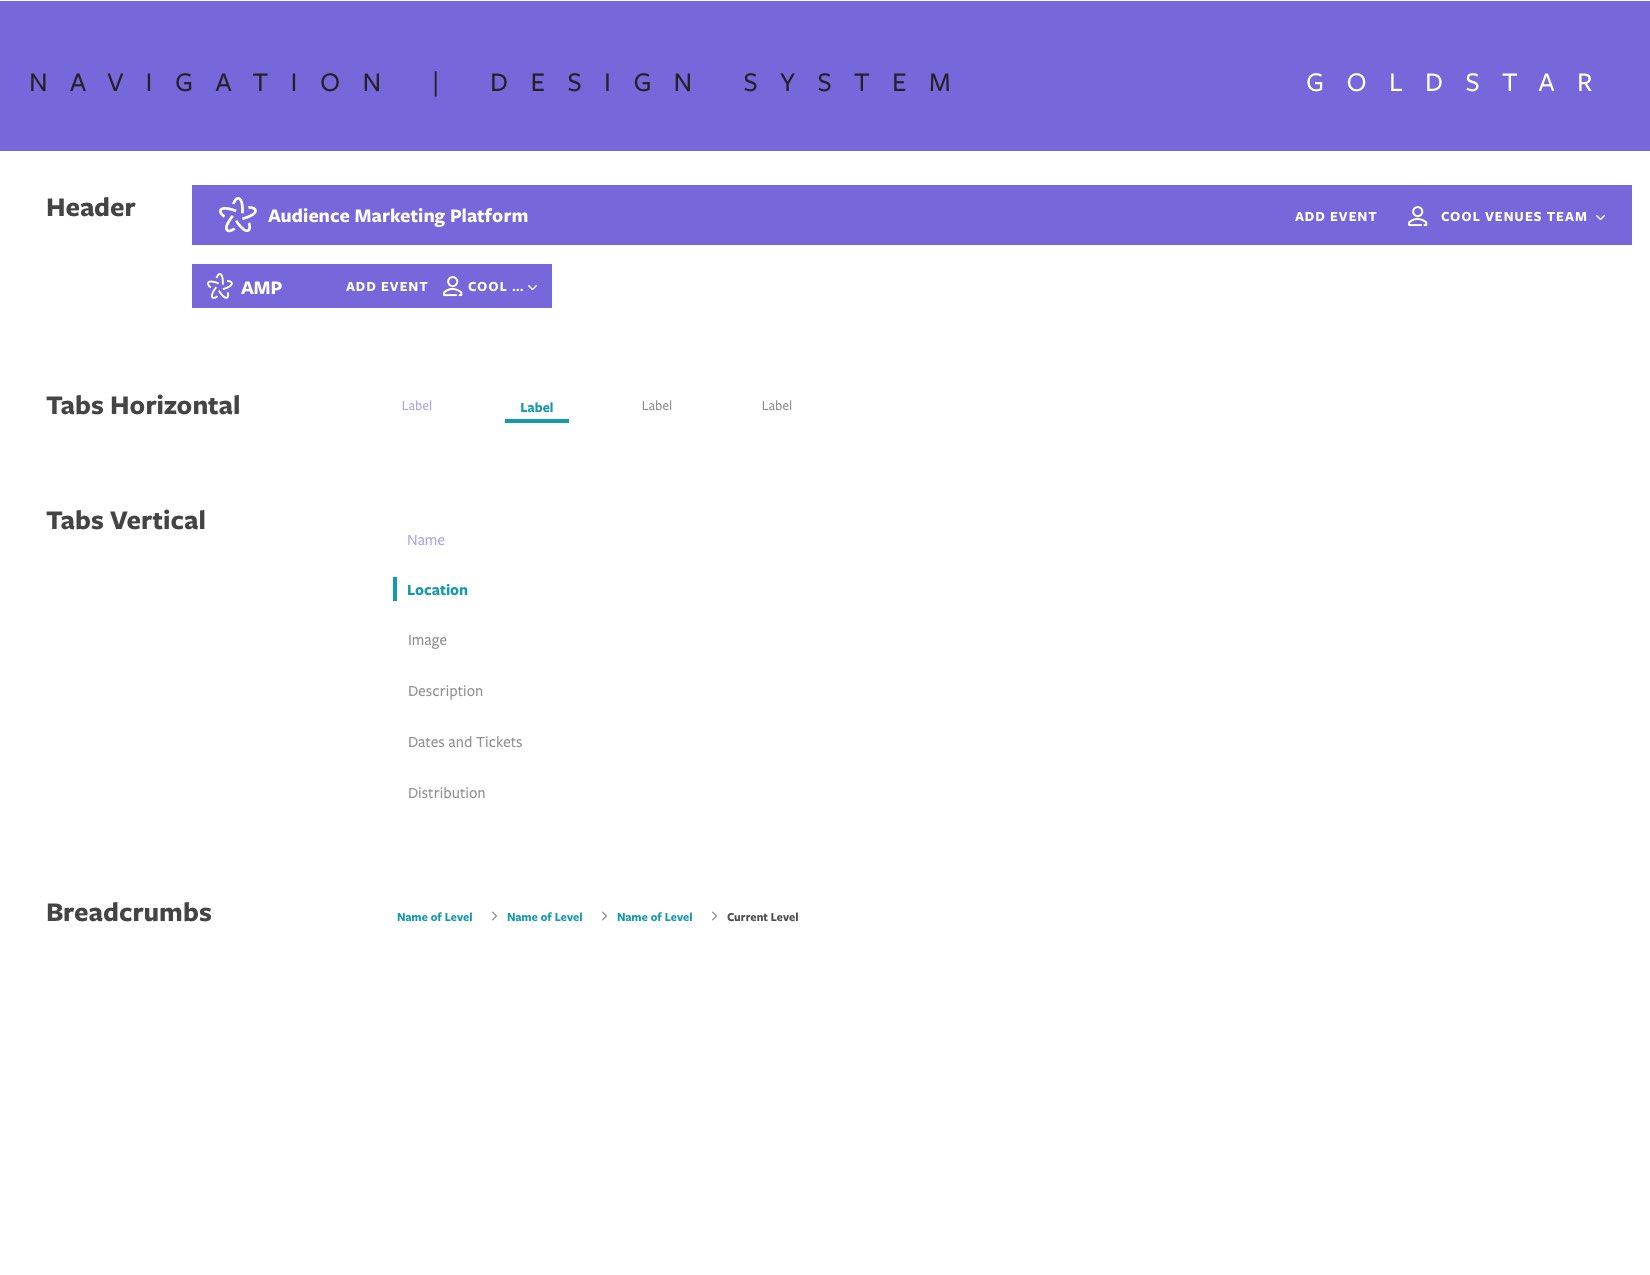 NAVIGATION | DESIGN SYSTEM GOLDSTAR
Header
Audience Marketing Platform ADD EVENT COOL VENUES TEAM
AMP ADD EVENT COOL ...
Tabs Horizontal
Label Label Label Label
Tabs Vertical
Name
Location
Image
Description
Dates and Tickets
Distribution
Breadcrumbs
Name of Level > Name of Level > Name of Level > Current Level